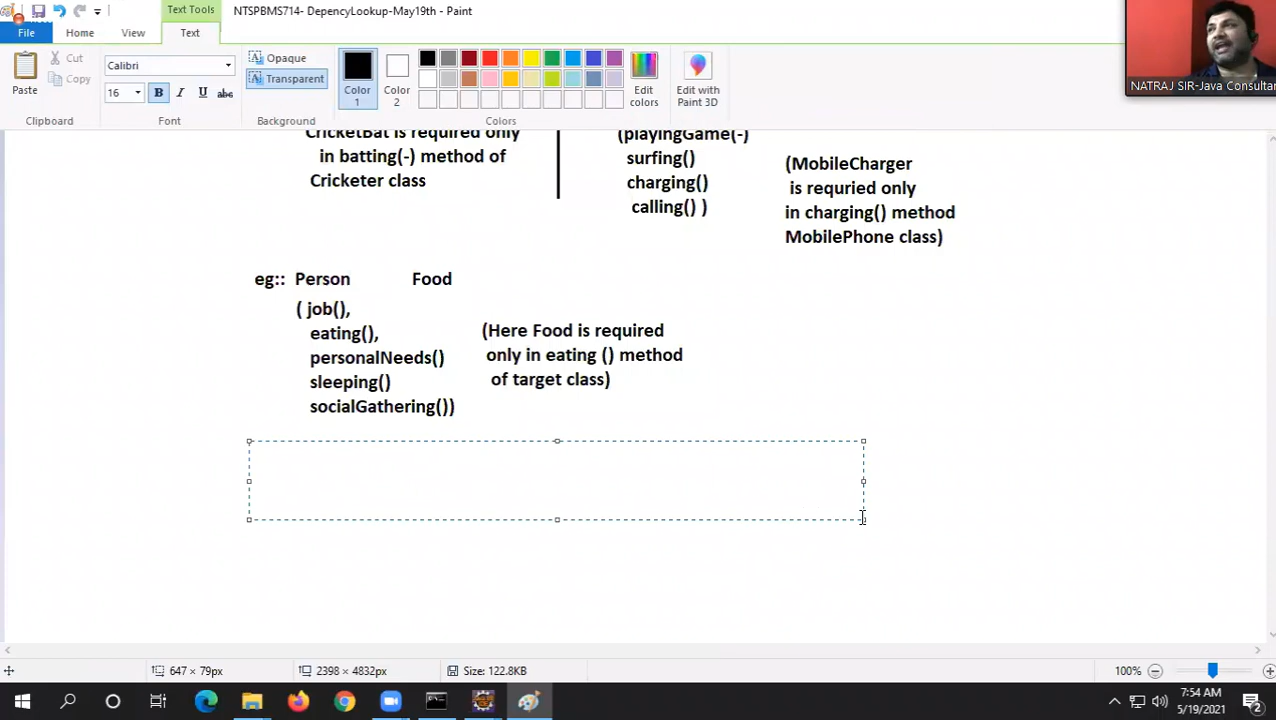 Text Tools
NTSPBMS714- DepencyLookup-May19th - Paint
File
Home
View
Text
Paste
Cut
Copy
Clipboard
Calibri
16
B
I
U
abc
Font
Opaque
Transparent
Background
Color
1
Color
2
Edit
colors
Edit with
Paint 3D
Colors
NATRAJ SIR-Java Consultan
CricketBat is required only
in batting(-) method of
Cricketer class
(playingGame(-)
surfing()
charging()
calling() )
(MobileCharger
is requried only
in charging() method
MobilePhone class)
eg:: Person Food
( job(),
eating(),
personalNeeds()
sleeping()
socialGathering())
(Here Food is required
only in eating () method
of target class)
647 × 79px
2398 × 4832px
Size: 122.8KB
100%
7:54 AM
5/19/2021
2